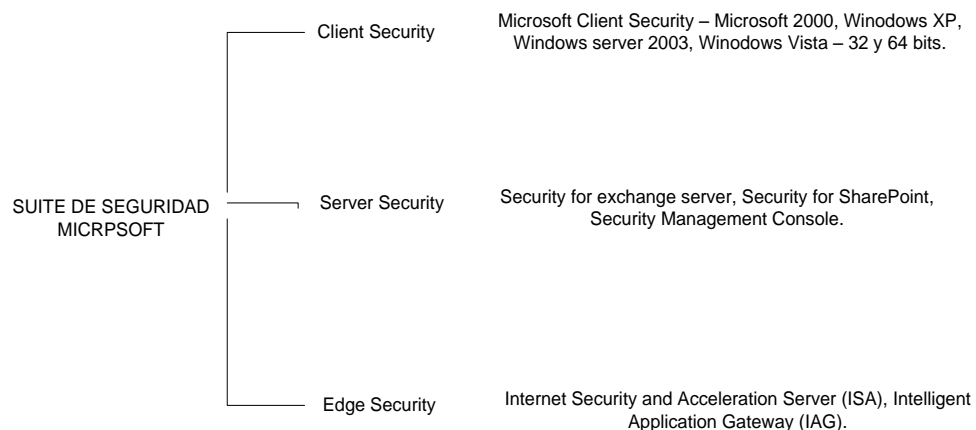 Client Security
Microsoft Client Security – Microsoft 2000, Winodows XP,
Windows server 2003, Winodows Vista – 32 y 64 bits.
SUITE DE SEGURIDAD
MICRPSOFT
Server Security
Security for exchange server, Security for SharePoint,
Security Management Console.
Edge Security
Internet Security and Acceleration Server (ISA), Intelligent
Application Gateway (IAG).